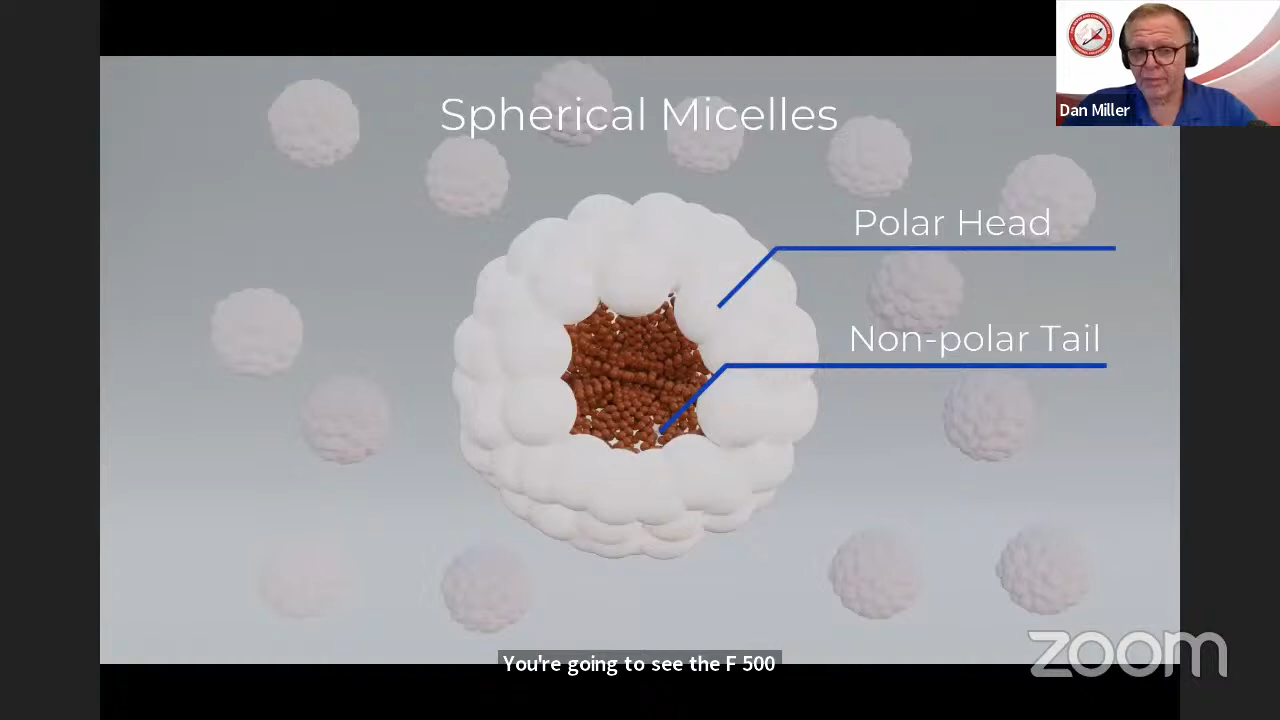 Spherical Micelles
Dan Miller
Polar Head
Non-polar Tail
zoom
You're going to see the F 500